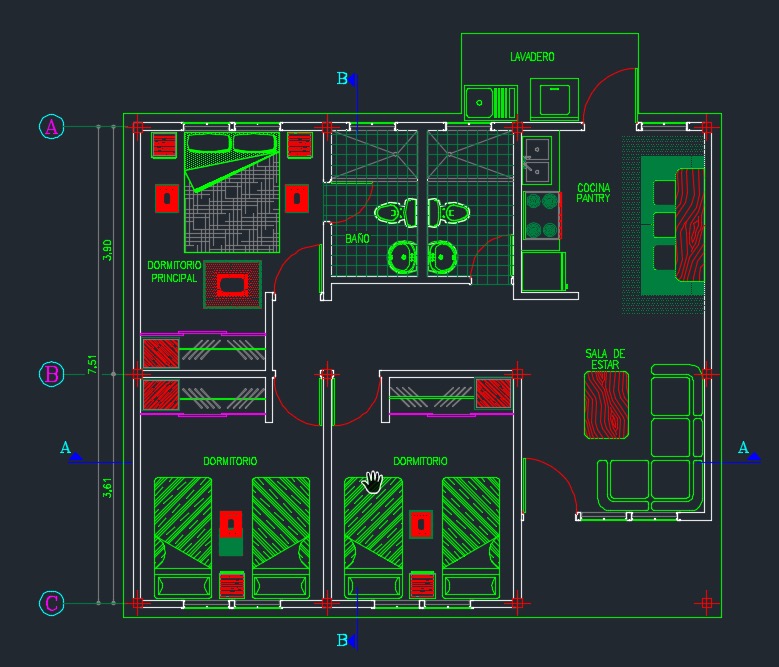 LAVADERO
B
A
COCINA
PANTRY
BAÑO
3,90
DORMITORIO
PRINCIPAL
7,51
SALA DE
ESTAR
B
A
A
DORMITORIO
DORMITORIO
3,61
C
B